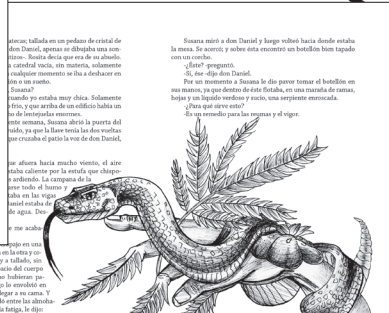 atecas; tallada en un pedazo de cristal de
don Daniel, apenas se dibujaba una son-
tizos-. Rosita decía que era de su abuelo.
a catedral vacía, sin materia, solamente
cualquier momento se iba a deshacer en
ión o un sueño.
Susana?
cuando yo estaba muy chica. Solamente
frío, y que arriba de un edificio había un
o de lentejuelas enormes.
esta semana, Susana abrió la puerta del
ruido, ya que la llave tenía las dos vueltas
que cruzaba el patio la voz de don Daniel,
que afuera hacía mucho viento, el aire
staba caliente por la estufa que chispo-
a ardiendo. La campana de la
arse todo el humo y
taba en las vigas
aniel estaba de
de agua. Des-
e me acaba-
pajo en una
en la otra y co-
y a tallado, sin
acio del cuerpo
no hubieran pa-
go lo envolvió en
legar a su cama. Y
ló entre las almoha-
la fatiga, le dijo:
Susana miró a don Daniel y luego volteó hacia donde estaba
la mesa. Se acercó; y sobre ésta encontró un botellón bien tapado
con un corcho.
-¿Éste? -preguntó.
-Sí, ése -dijo don Daniel.
Por un momento a Susana le dio pavor tomar el botellón en
sus manos, ya que dentro de éste flotaba, en una maraña de ramas,
hojas y un líquido verdoso y sucio, una serpiente enroscada.
-¿Para qué sirve esto?
-Es un remedio para las reumas y el vigor.